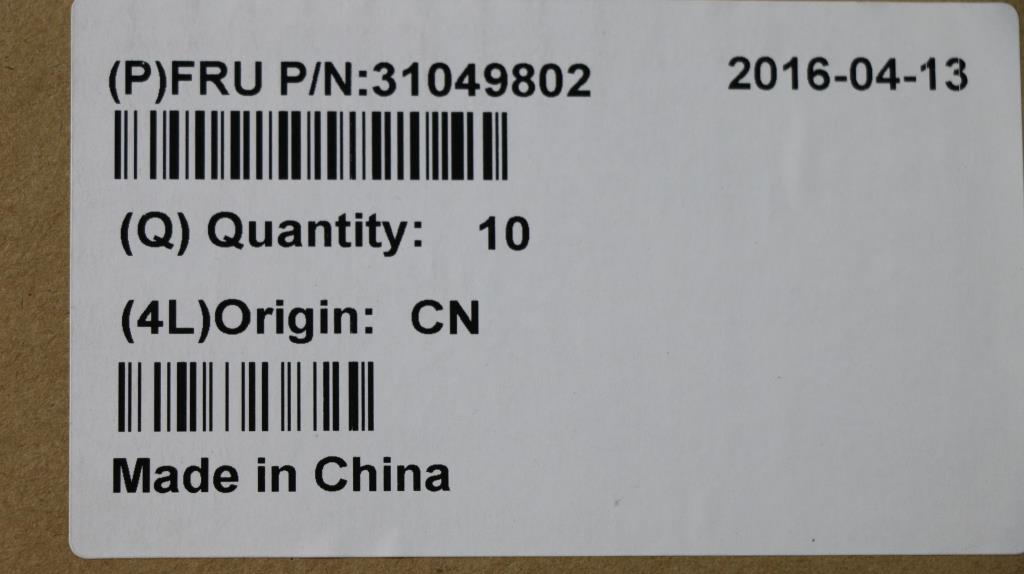 (P)FRU P/N:31049802 2016-04-13
(Q) Quantity: 10
(4L)Origin: CN
Made in China